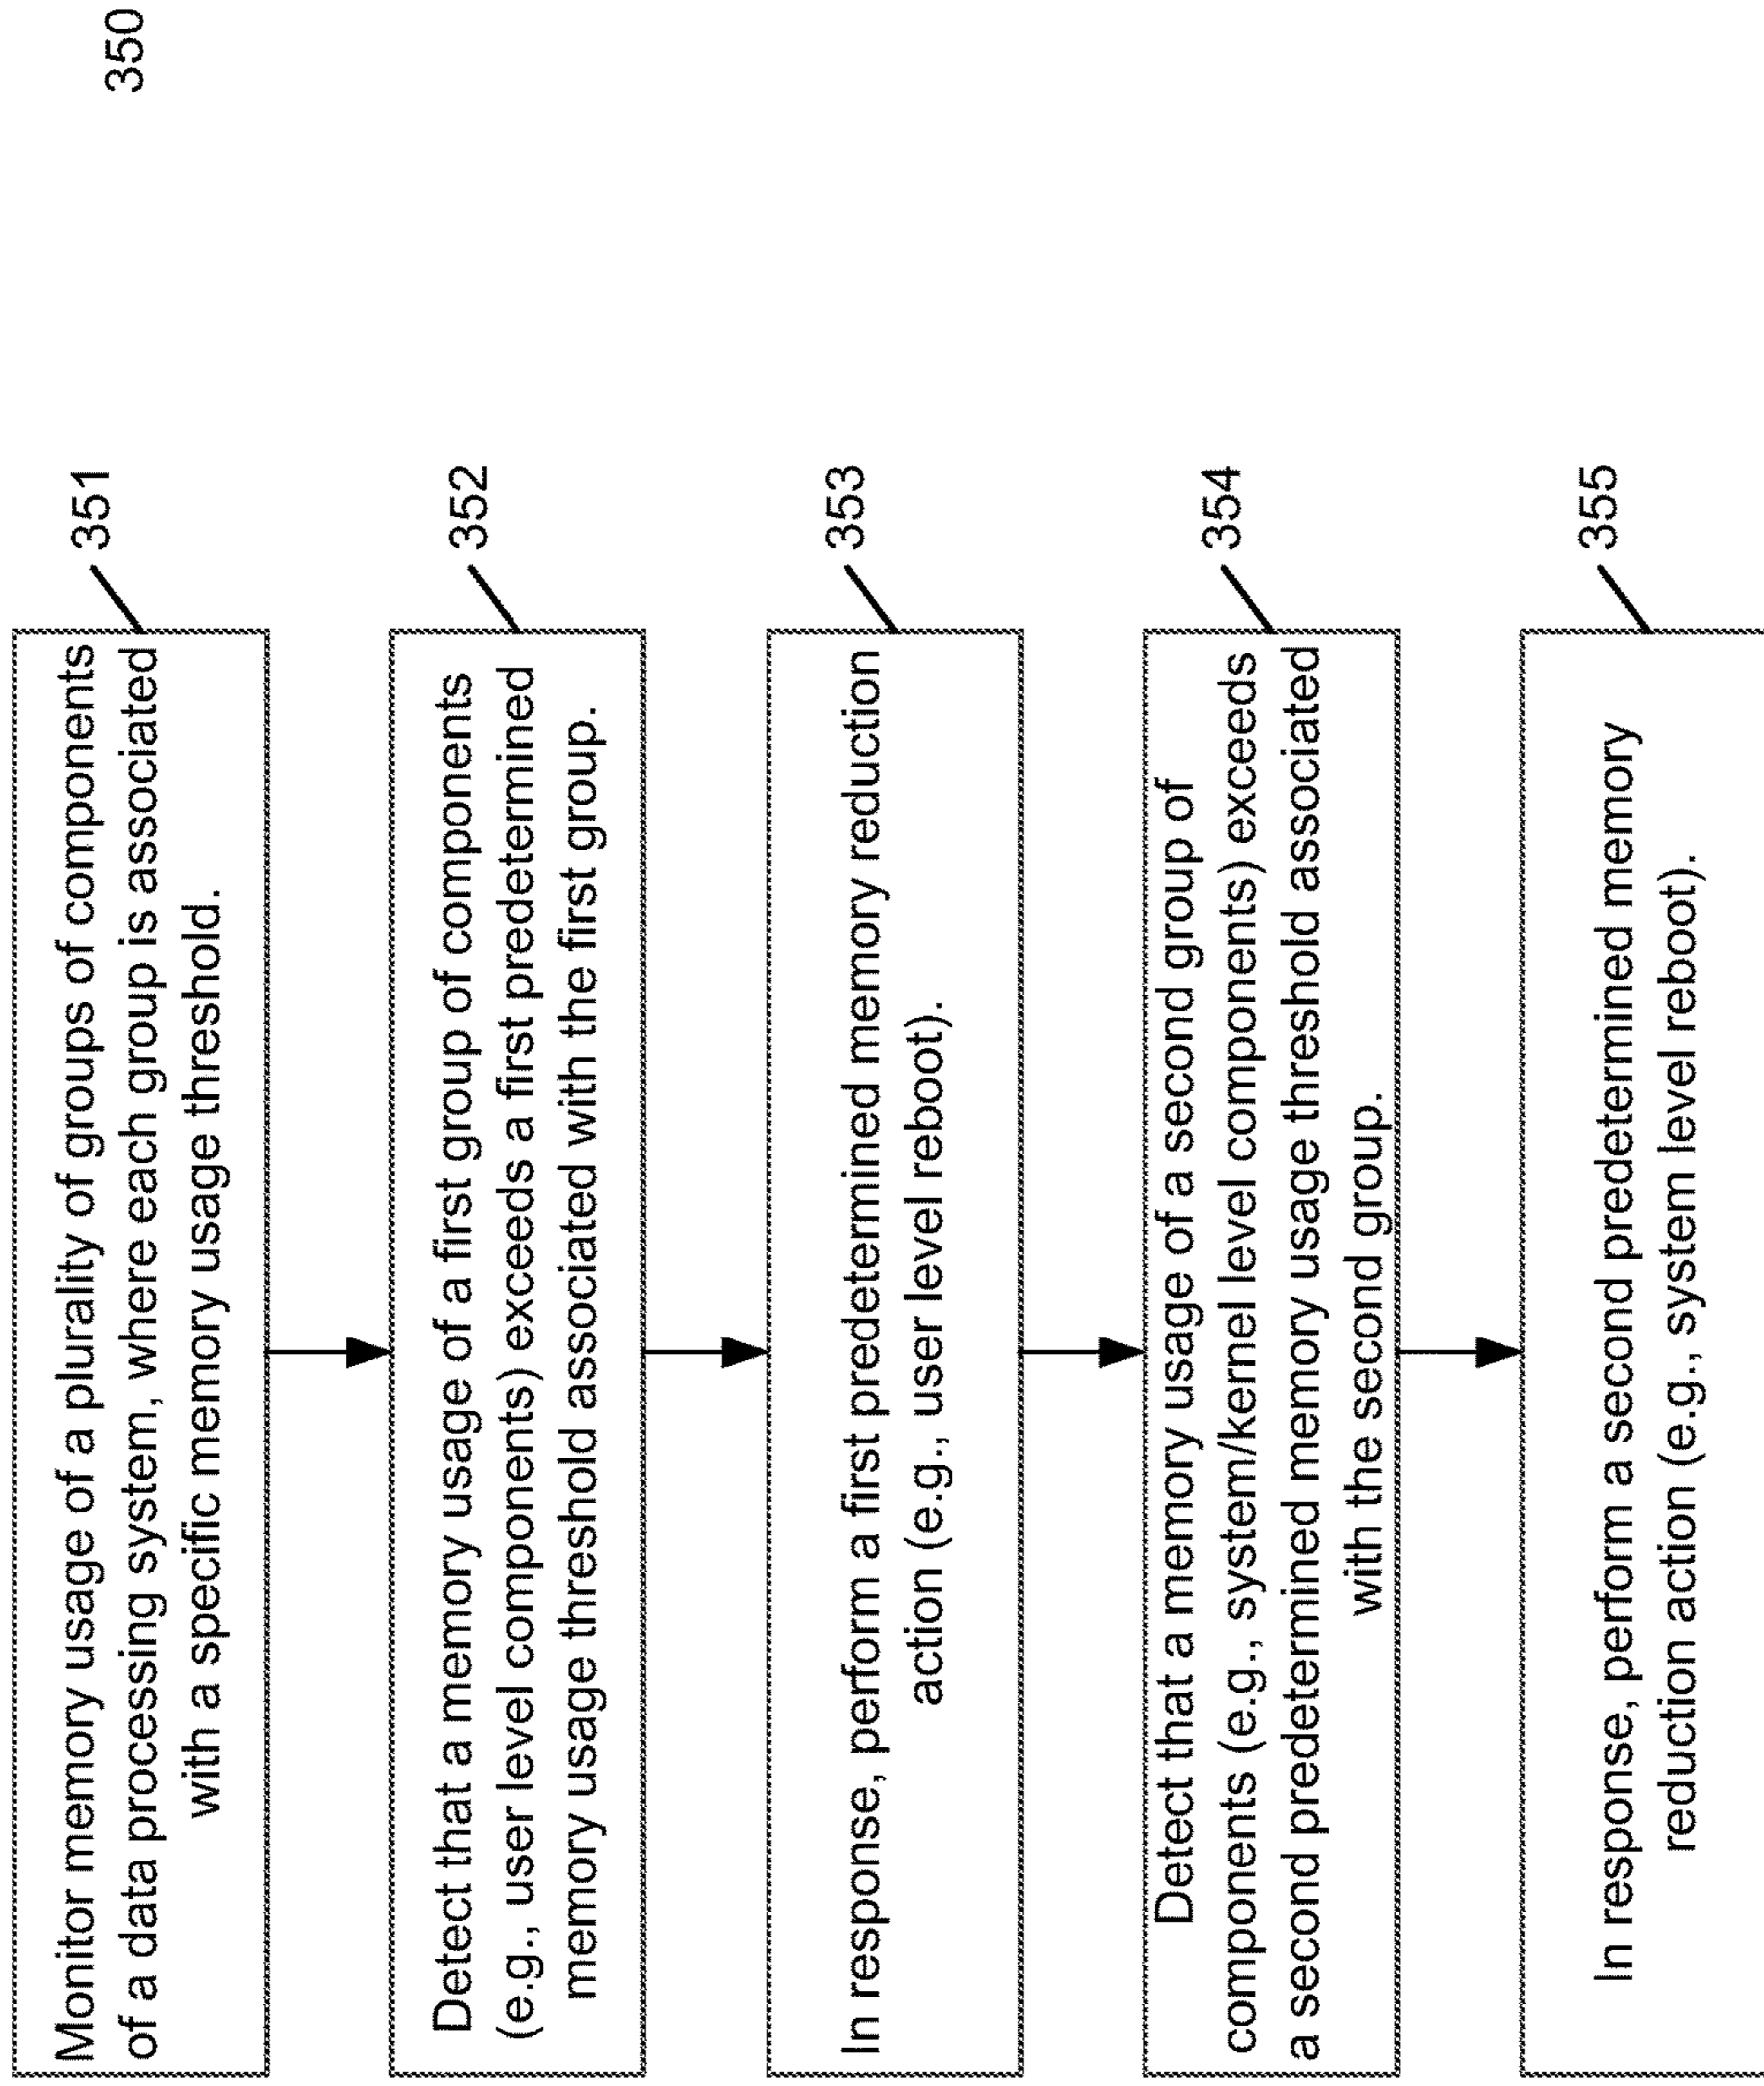 350
351
Monitor memory usage of a plurality of groups of components
of a data processing system, where each group is associated
with a specific memory usage threshold.
352
Detect that a memory usage of a first group of components
(e.g., user level components) exceeds a first predetermined
memory usage threshold associated with the first group.
353
In response, perform a first predetermined memory reduction
action (e.g., user level reboot).
354
Detect that a memory usage of a second group of
components (e.g., system/kernel level components) exceeds
a second predetermined memory usage threshold associated
with the second group.
355
In response, perform a second predetermined memory
reduction action (e.g., system level reboot).